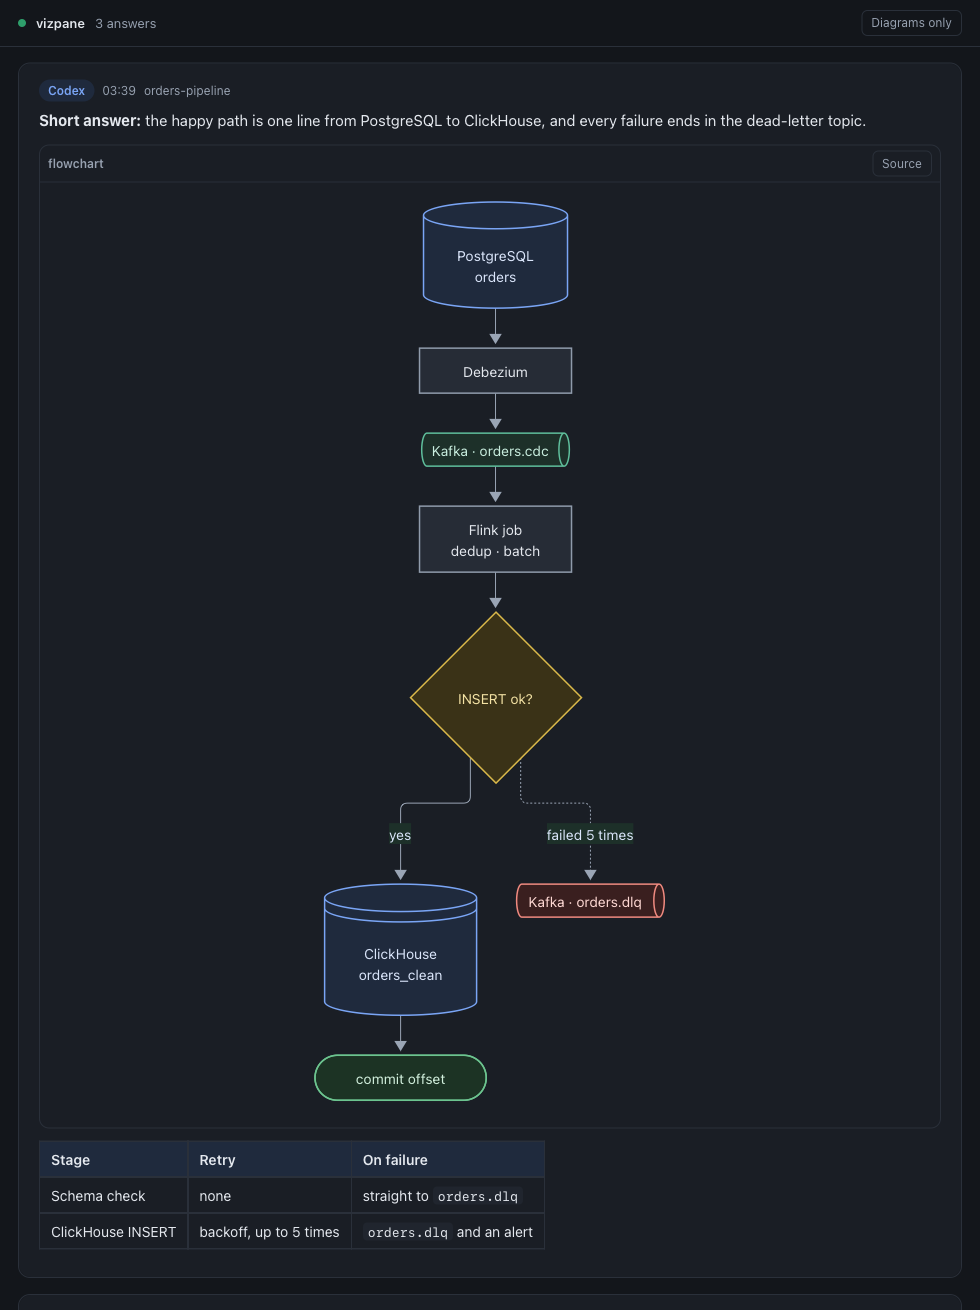 vizpane 3 answers
Diagrams only
Codex 03:39 orders-pipeline
Short answer: the happy path is one line from PostgreSQL to ClickHouse, and every failure ends in the dead-letter topic.
flowchart
Source
PostgreSQL
orders
Debezium
Kafka · orders.cdc
Flink job
dedup · batch
INSERT ok?
yes
failed 5 times
Kafka · orders.dlq
ClickHouse
orders_clean
commit offset
Stage Retry On failure
Schema check none straight to orders.dlq
ClickHouse INSERT backoff, up to 5 times orders.dlq and an alert